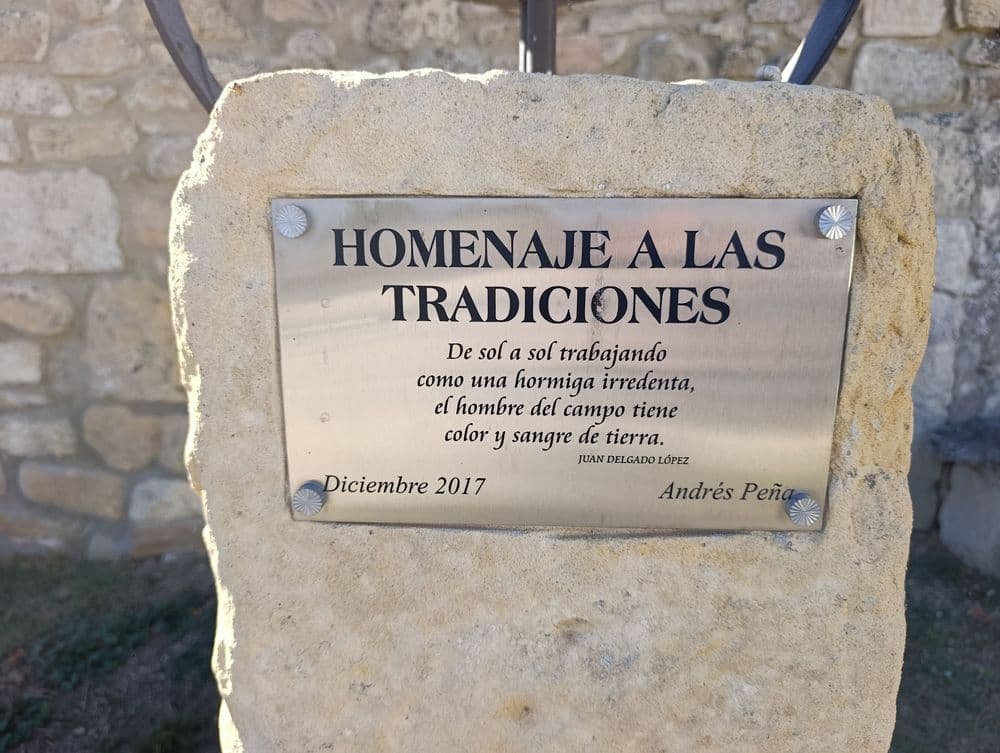 HOMENAJE A LAS
TRADICIONES
De sol a sol trabajando
como una hormiga irredenta,
el hombre del campo tiene
color y sangre de tierra.
JUAN DELGADO LÓPEZ
Diciembre 2017
Andrés Peña